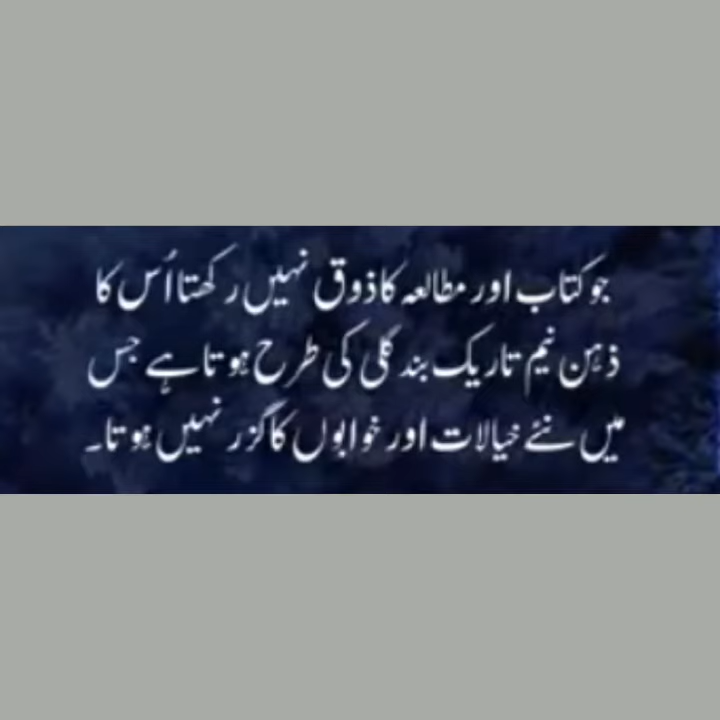 جو کتاب اور مطالعہ کا ذوق نہیں رکھتا اُس کا
ذہن نیم تاریک بند گلی کی طرح ہوتا ہے جس
میں نئے خیالات اور خوابوں کا گزر نہیں ہوتا۔